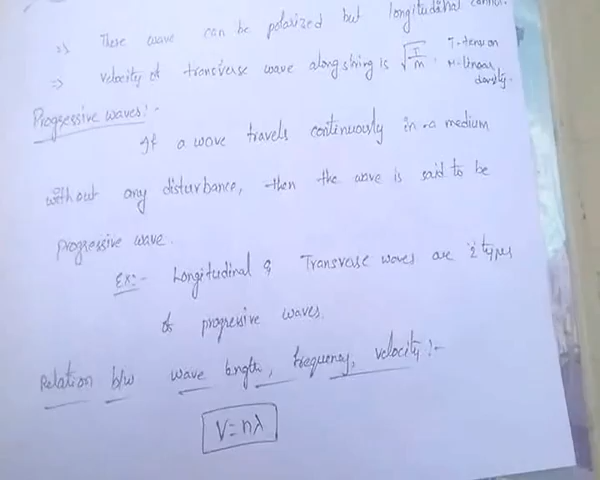 => These wave can be polarized but longitudinal cannot
=> velocity of transverse wave along string is √T/m. T-tension
M-linear
density.
Progressive waves:-
If a wave travels continuously in a medium
without any disturbance, then the wave is said to be
progressive wave.
Ex:- Longitudinal & Transverse waves are 2 types
of progressive waves.
Relation b/w wave length, frequency, velocity:-
V=nλ